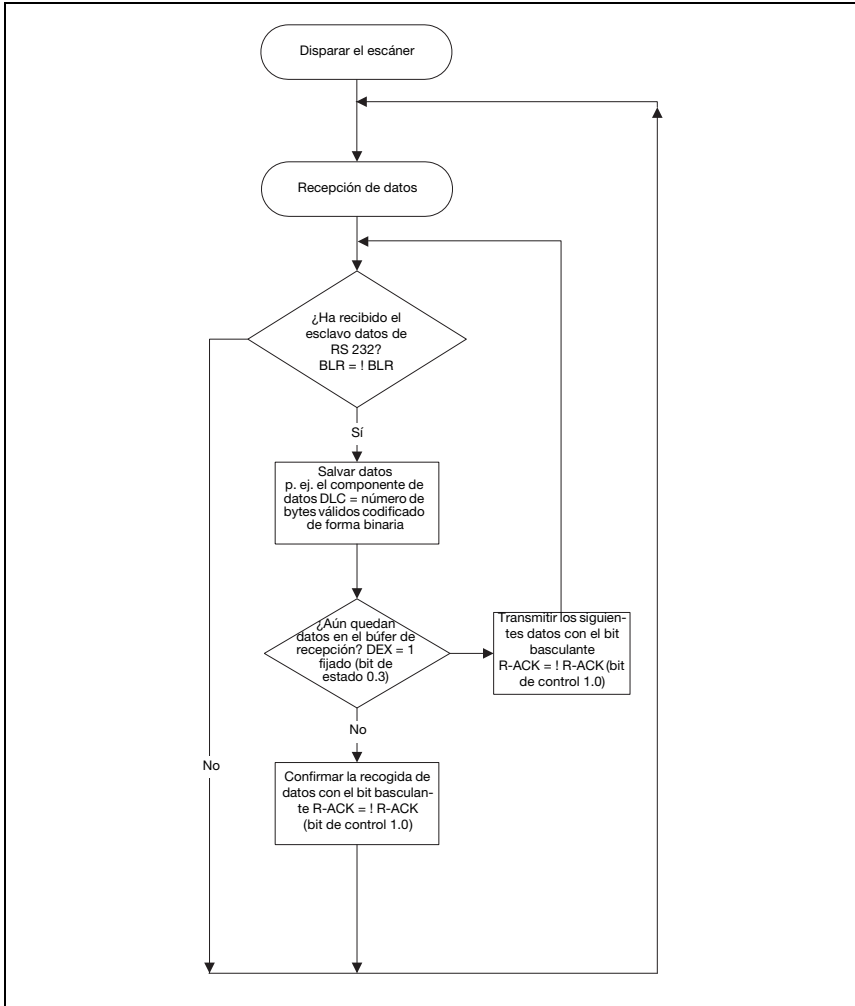 Disparar el escáner
Recepción de datos
¿Ha recibido el
esclavo datos de
RS 232?
BLR = ! BLR
Sí
Salvar datos
p. ej. el componente de
datos DLC = número de
bytes válidos codificado
de forma binaria
¿Aún quedan
datos en el búfer de
recepción? DEX = 1
fijado (bit de
estado 0.3)
Transmitir los siguien-
tes datos con el bit
basculante
R-ACK = ! R-ACK (bit
de control 1.0)
No
No
Confirmar la recogida de
datos con el bit basculan-
te R-ACK = ! R-ACK
(bit de control 1.0)